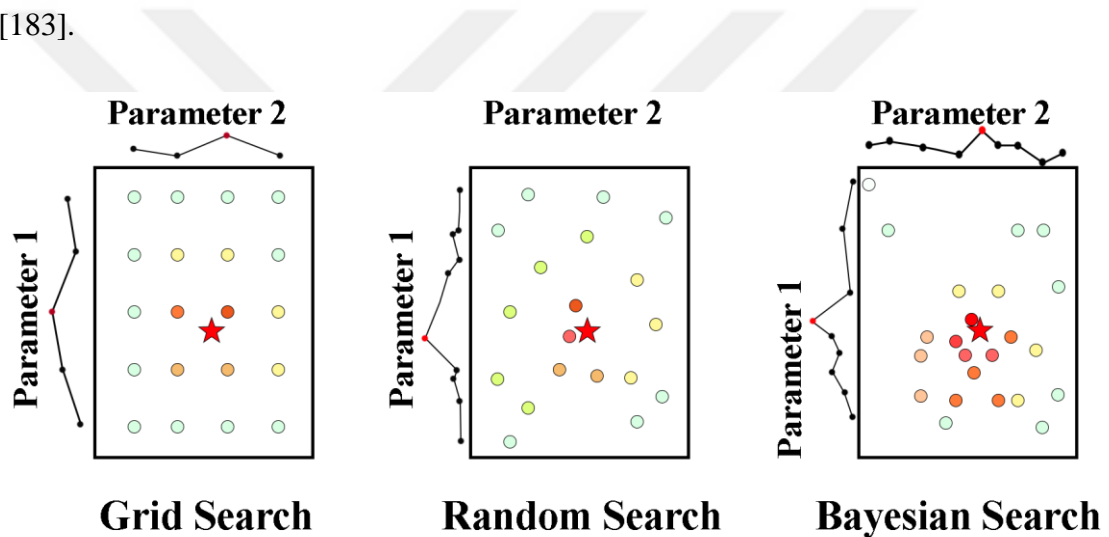 [183].
Parameter 2 Parameter 2 Parameter 2
Parameter 1 Parameter 1 Parameter 1
Grid Search Random Search Bayesian Search